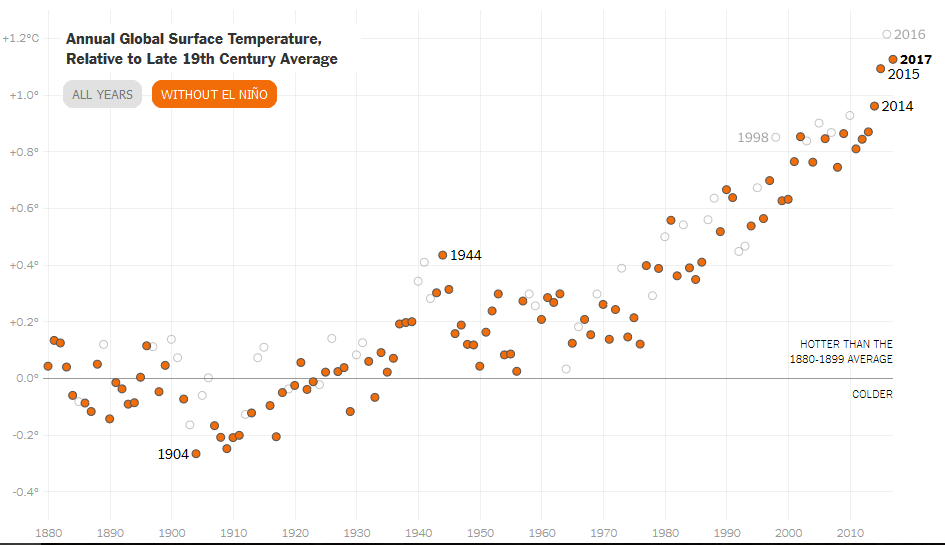 +1.2°C
Annual Global Surface Temperature,
Relative to Late 19th Century Average
2016
2017
2015
ALL YEARS
WITHOUT EL NIÑO
+1.0°
2014
1998
+0.8°
+0.6°
+0.4°
1944
+0.2°
HOTTER THAN THE
1880-1899 AVERAGE
0.0°
COLDER
-0.2°
1904
-0.4°
1880 1890 1900 1910 1920 1930 1940 1950 1960 1970 1980 1990 2000 2010